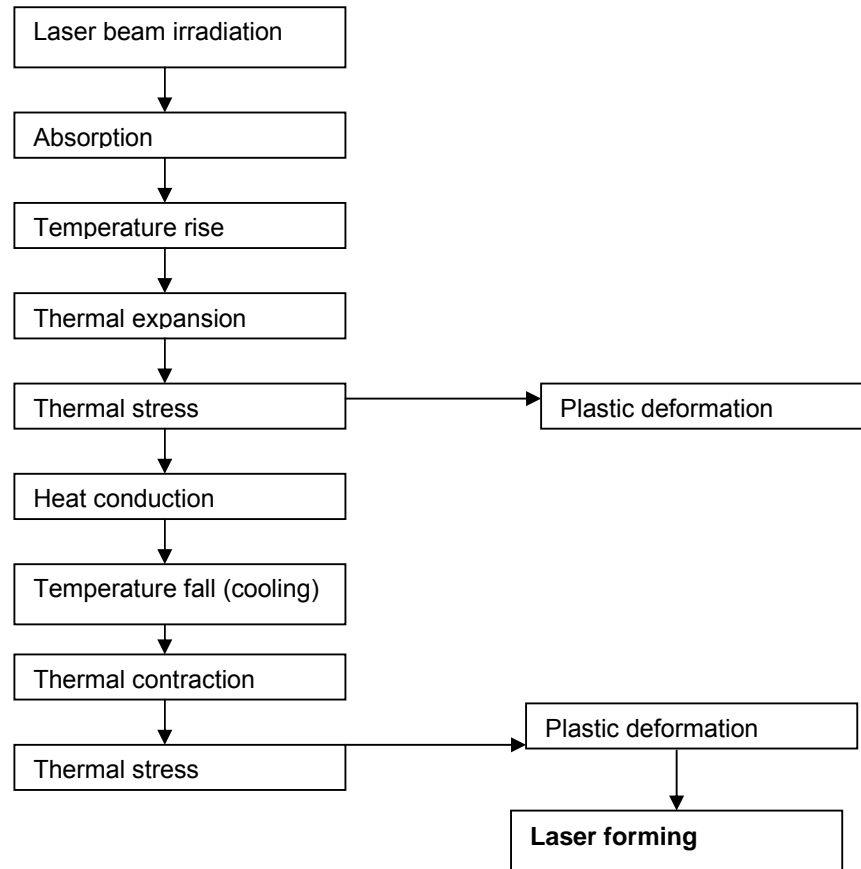 Laser beam irradiation
Absorption
Temperature rise
Thermal expansion
Thermal stress
Plastic deformation
Heat conduction
Temperature fall (cooling)
Thermal contraction
Plastic deformation
Thermal stress
Laser forming